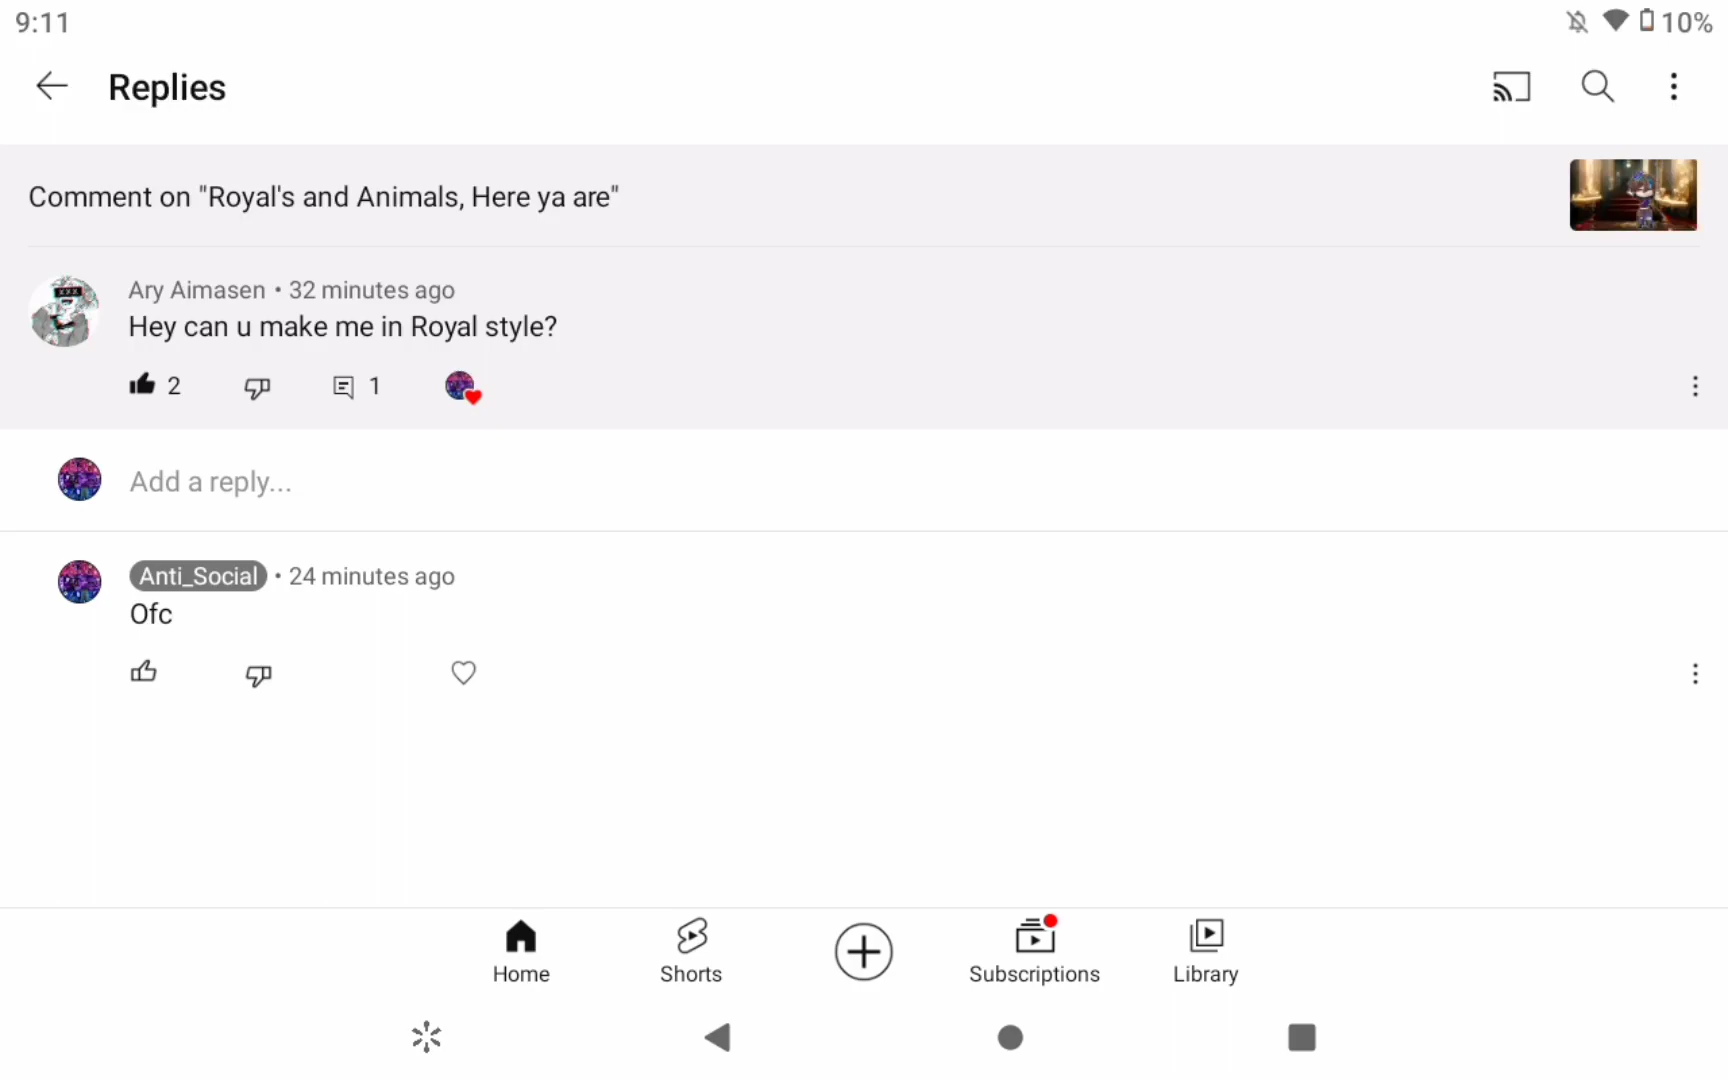 9:11
10%
Replies
Comment on "Royal's and Animals, Here ya are"
Ary Aimasen • 32 minutes ago
Hey can u make me in Royal style?
2
1
Add a reply...
Anti_Social • 24 minutes ago
Ofc
Home
Shorts
Subscriptions
Library